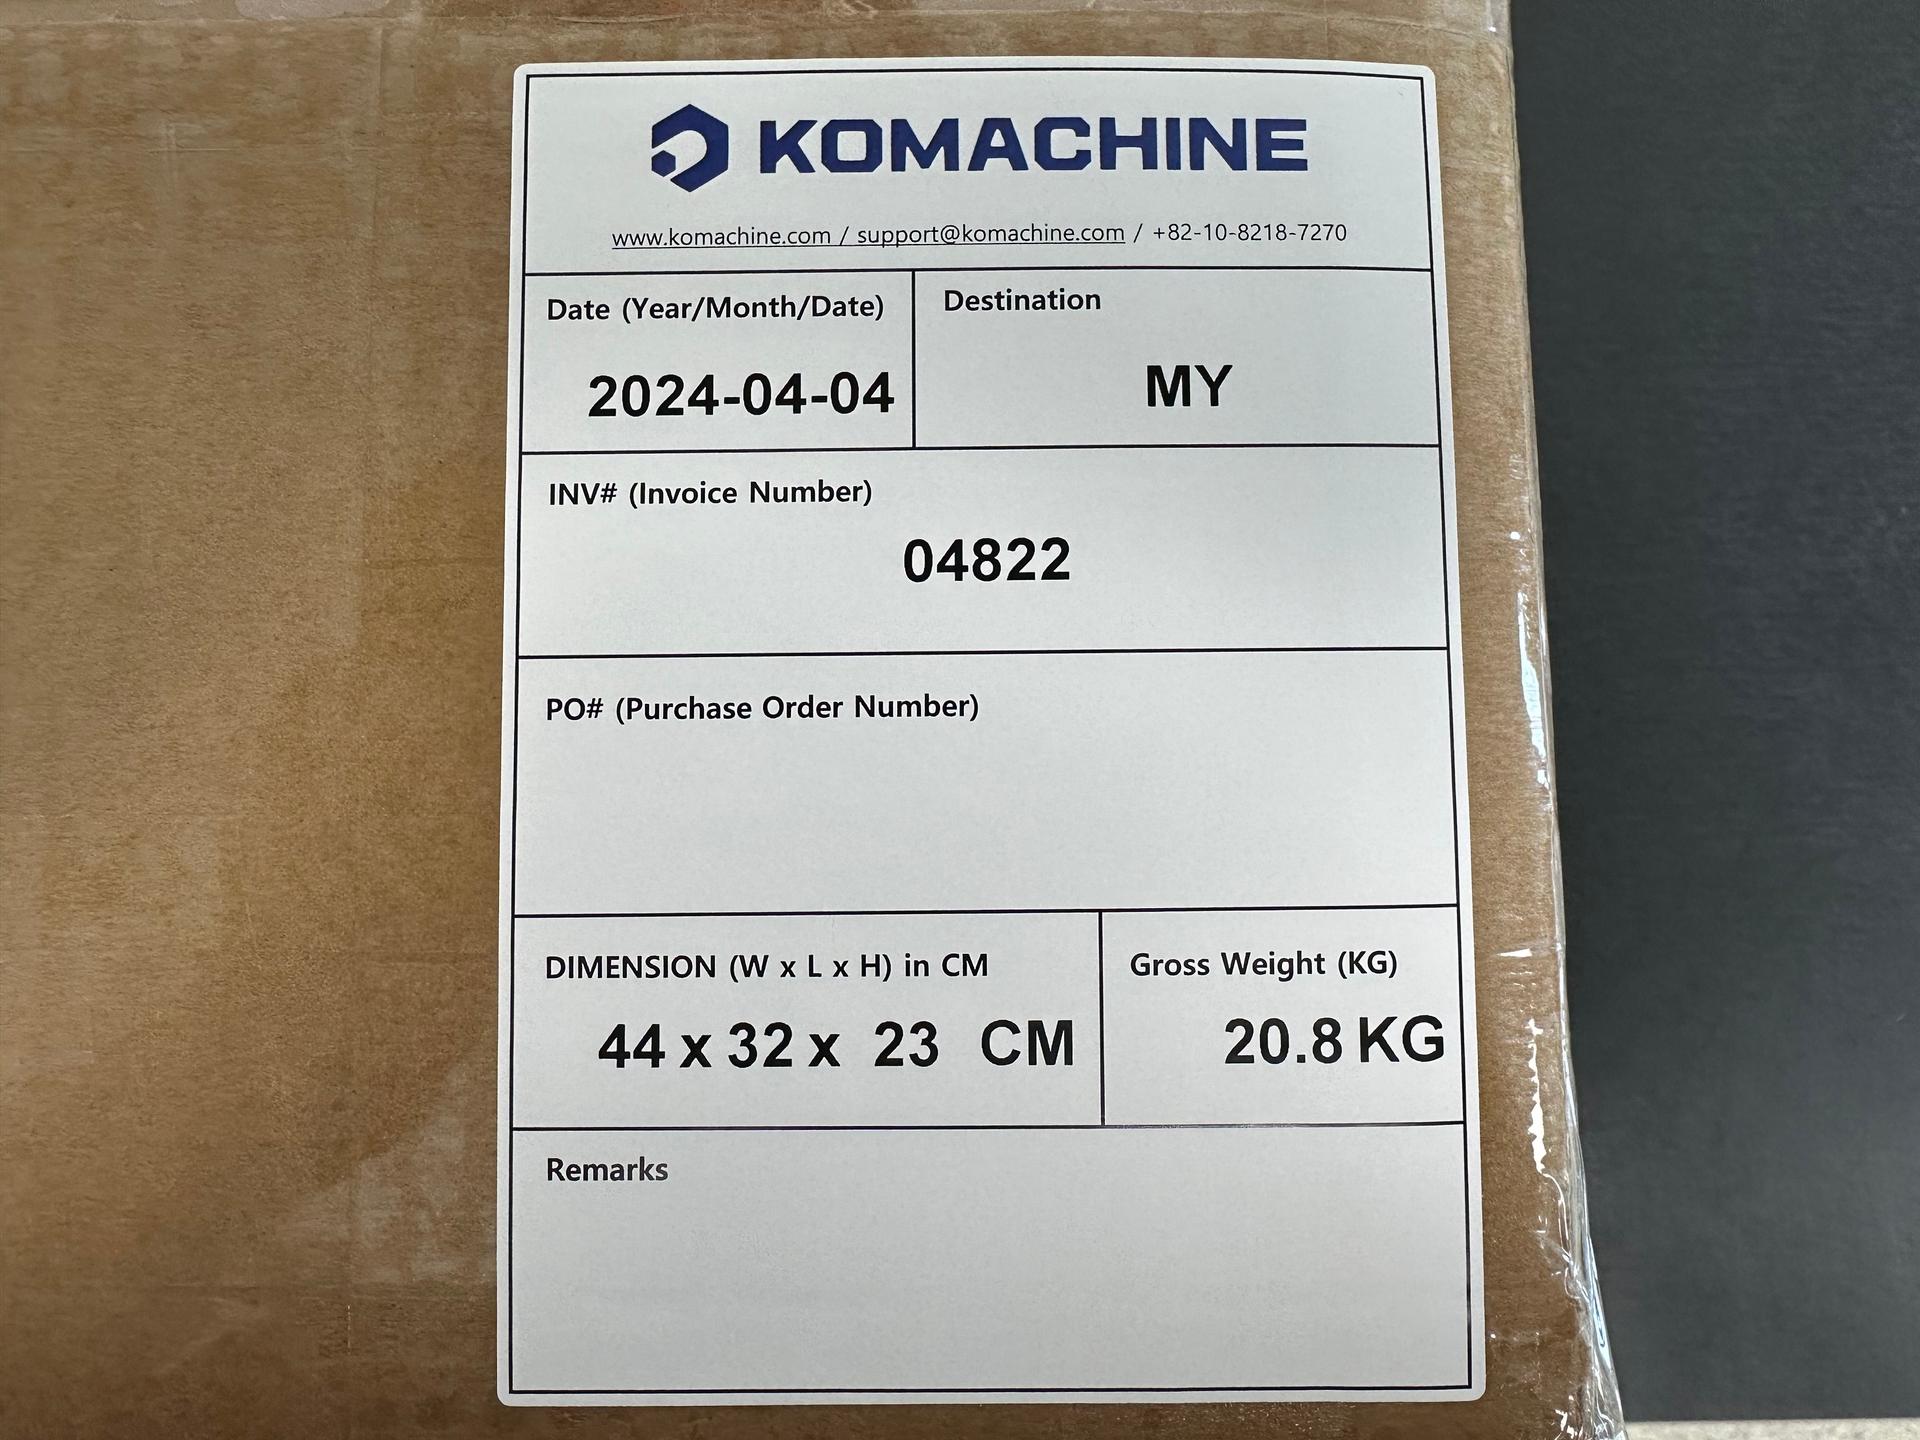 KOMACHINE
www.komachine.com / support@komachine.com / +82-10-8218-7270
Date (Year/Month/Date)
2024-04-04
Destination
MY
INV# (Invoice Number)
04822
PO# (Purchase Order Number)
DIMENSION (W x L x H) in CM
44 x 32 x 23 CM
Gross Weight (KG)
20.8 KG
Remarks